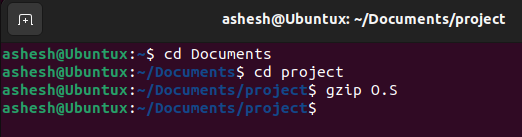 ashesh@Ubuntux: ~/Documents/project
ashesh@Ubuntux:~$ cd Documents
ashesh@Ubuntux:~/Documents$ cd project
ashesh@Ubuntux:~/Documents/project$ gzip O.S
ashesh@Ubuntux:~/Documents/project$